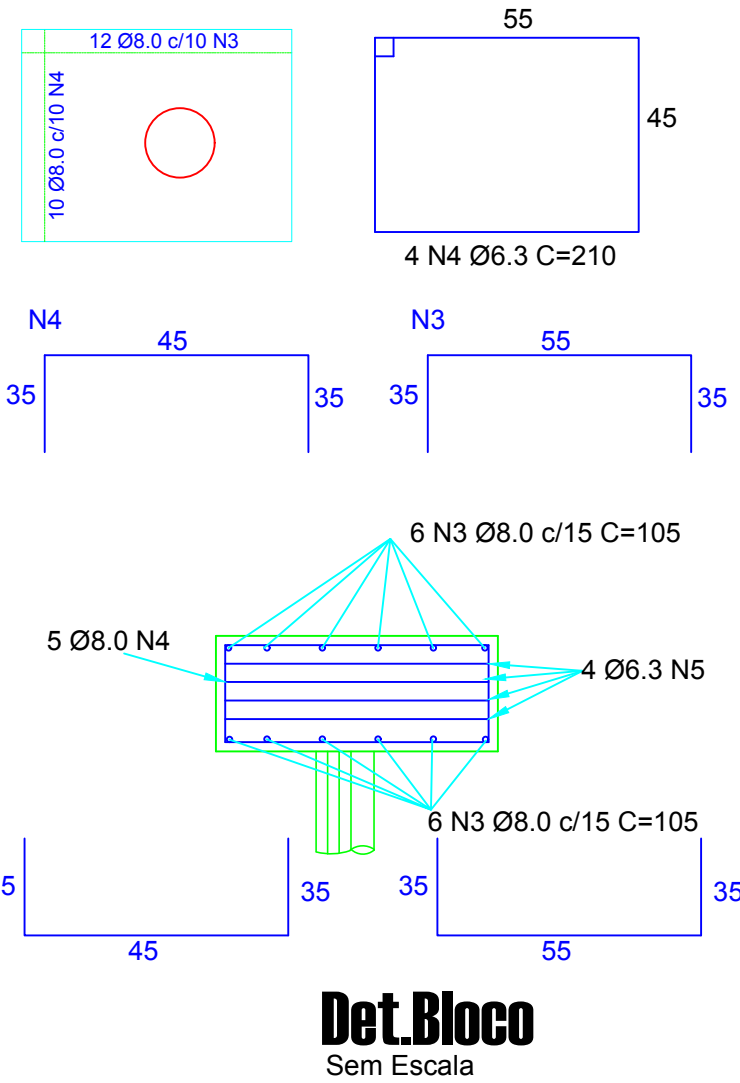 55
12 Ø8.0 c/10 N3
10 Ø8.0 c/10 N4
45
4 N4 Ø6.3 C=210
N4
N3
45
55
35
35
35
35
6 N3 Ø8.0 c/15 C=105
5 Ø8.0 N4
4 Ø6.3 N5
6 N3 Ø8.0 c/15 C=105
5
35
35
35
45
55
Det.Bloco
Sem Escala